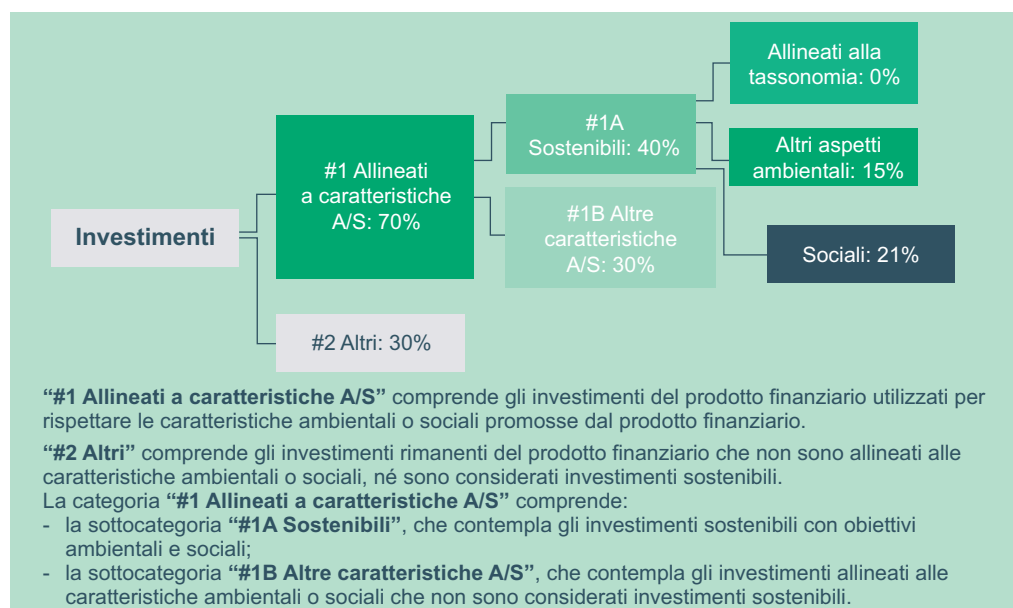 Investimenti
#1 Allineati
a caratteristiche
A/S: 70%
#2 Altri: 30%
#1A
Sostenibili: 40%
#1B Altre
caratteristiche
A/S: 30%
Allineati alla
tassonomia: 0%
Altri aspetti
ambientali: 15%
Sociali: 21%
“#1 Allineati a caratteristiche A/S” comprende gli investimenti del prodotto finanziario utilizzati per
rispettare le caratteristiche ambientali o sociali promosse dal prodotto finanziario.
“#2 Altri” comprende gli investimenti rimanenti del prodotto finanziario che non sono allineati alle
caratteristiche ambientali o sociali, né sono considerati investimenti sostenibili.
La categoria “#1 Allineati a caratteristiche A/S” comprende:
- la sottocategoria “#1A Sostenibili”, che contempla gli investimenti sostenibili con obiettivi
ambientali e sociali;
- la sottocategoria “#1B Altre caratteristiche A/S”, che contempla gli investimenti allineati alle
caratteristiche ambientali o sociali che non sono considerati investimenti sostenibili.